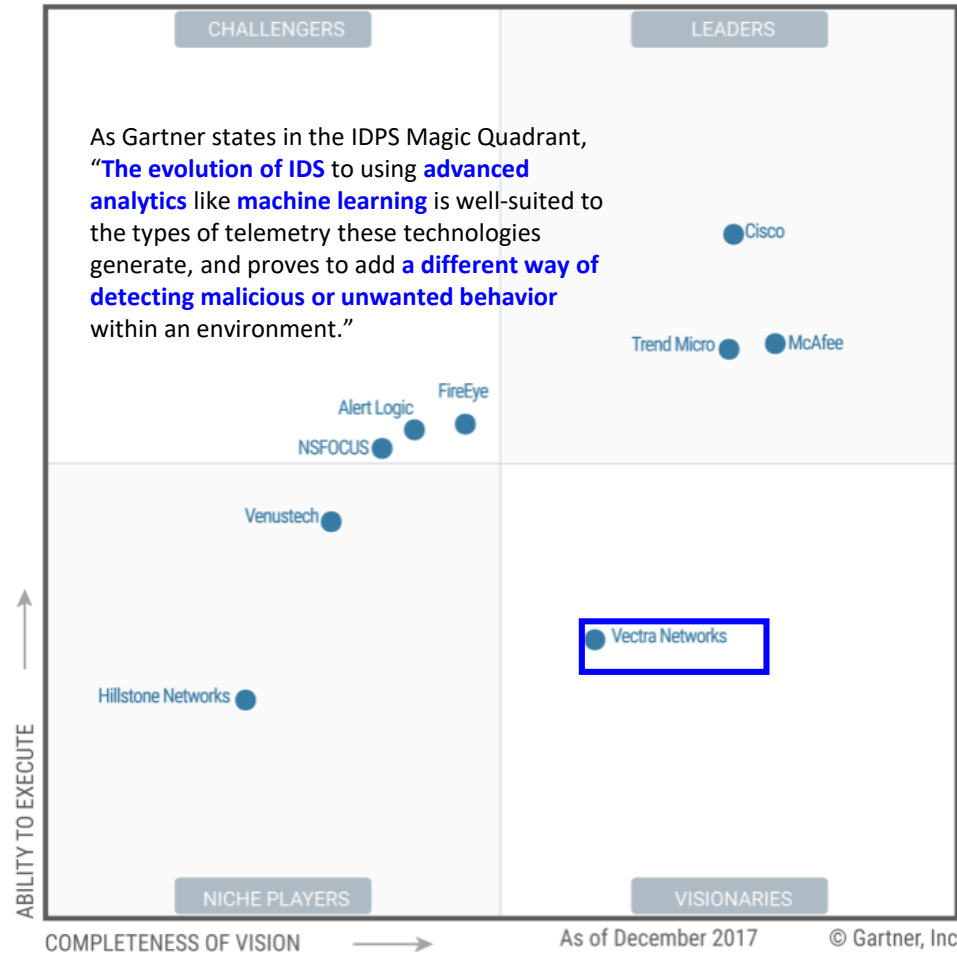 CHALLENGERS
LEADERS
As Gartner states in the IDPS Magic Quadrant,
“The evolution of IDS to using advanced
analytics like machine learning is well-suited to
the types of telemetry these technologies
generate, and proves to add a different way of
detecting malicious or unwanted behavior
within an environment.”
Cisco
Trend Micro
McAfee
FireEye
Alert Logic
NSFOCUS
Venustech
Vectra Networks
Hillstone Networks
ABILITY TO EXECUTE
NICHE PLAYERS
VISIONARIES
COMPLETENESS OF VISION
As of December 2017
© Gartner, Inc